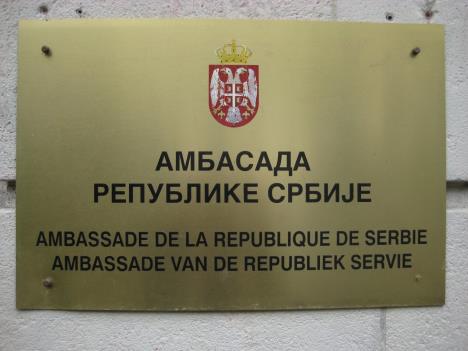 АМБАСАДА
РЕПУБЛИКЕ СРБИЈЕ
AMBASSADE DE LA REPUBLIQUE DE SERBIE
AMBASSADE VAN DE REPUBLIEK SERVIE